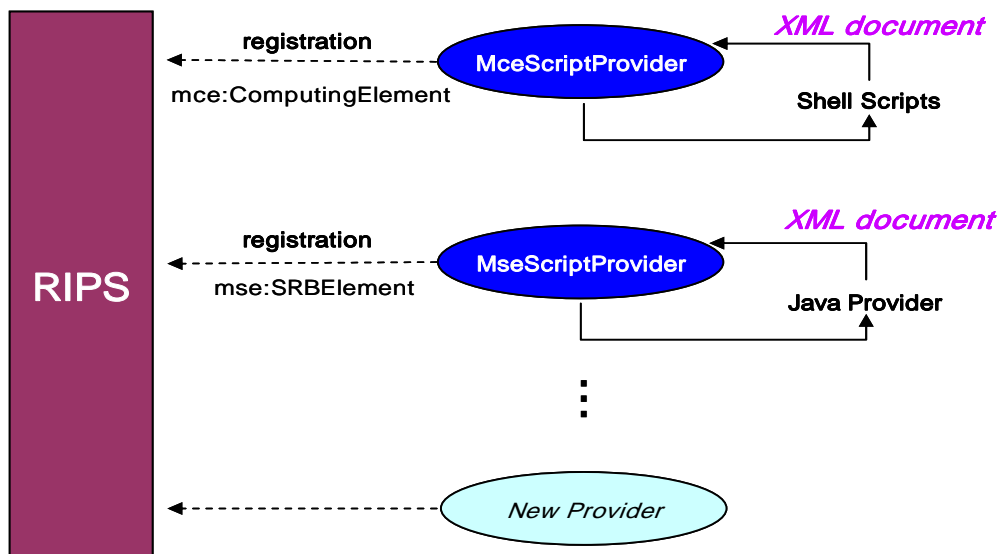 XML document
registration
MceScriptProvider
mce:ComputingElement
Shell Scripts
XML document
registration
MseScriptProvider
RIPS
mse:SRBElement
Java Provider
New Provider